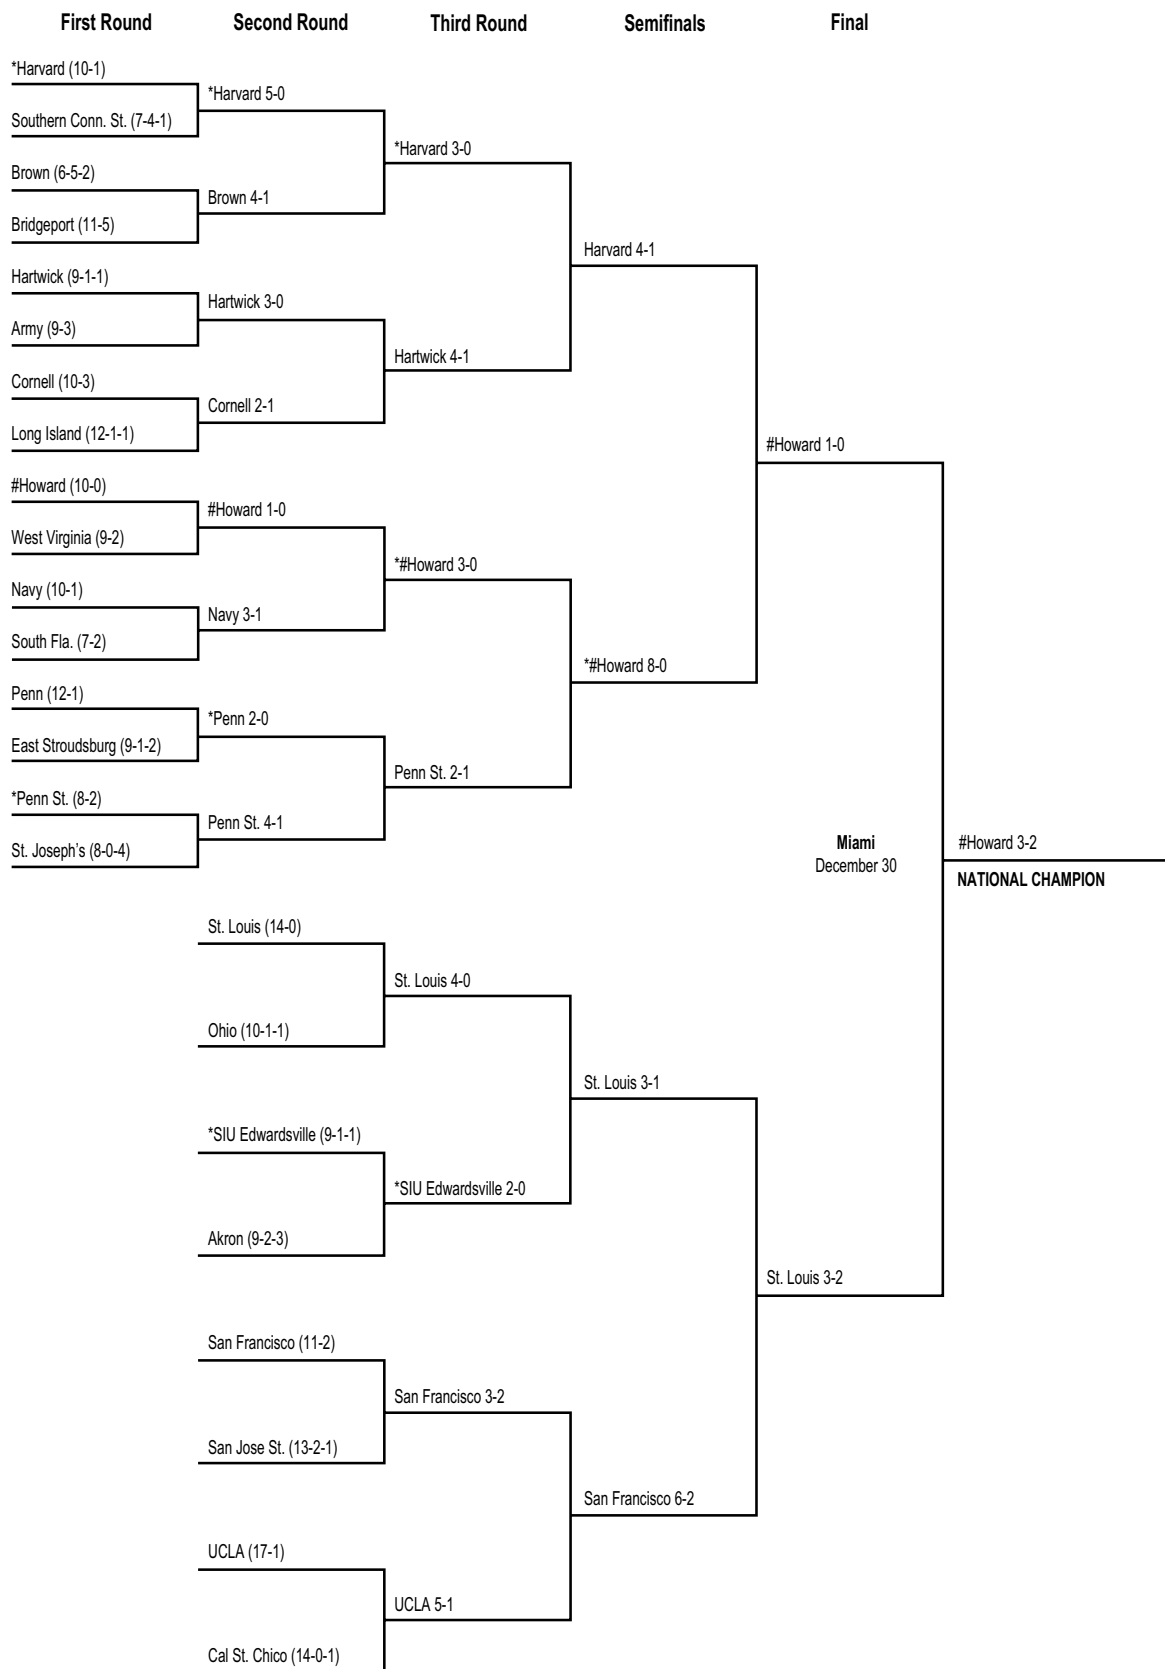 First Round
Second Round
Third Round
Semifinals
Final
*Harvard (10-1)
Southern Conn. St. (7-4-1)
Brown (6-5-2)
Bridgeport (11-5)
Hartwick (9-1-1)
Army (9-3)
Cornell (10-3)
Long Island (12-1-1)
#Howard (10-0)
West Virginia (9-2)
Navy (10-1)
South Fla. (7-2)
Penn (12-1)
East Stroudsburg (9-1-2)
*Penn St. (8-2)
St. Joseph's (8-0-4)
*Harvard 5-0
Brown 4-1
Hartwick 3-0
Cornell 2-1
#Howard 1-0
Navy 3-1
*Penn 2-0
Penn St. 4-1
St. Louis (14-0)
Ohio (10-1-1)
*SIU Edwardsville (9-1-1)
Akron (9-2-3)
San Francisco (11-2)
San Jose St. (13-2-1)
UCLA (17-1)
Cal St. Chico (14-0-1)
*Harvard 3-0
Hartwick 4-1
*#Howard 3-0
Penn St. 2-1
St. Louis 4-0
*SIU Edwardsville 2-0
San Francisco 3-2
UCLA 5-1
Harvard 4-1
*#Howard 8-0
St. Louis 3-1
San Francisco 6-2
#Howard 1-0
St. Louis 3-2
Miami
December 30
#Howard 3-2
NATIONAL CHAMPION